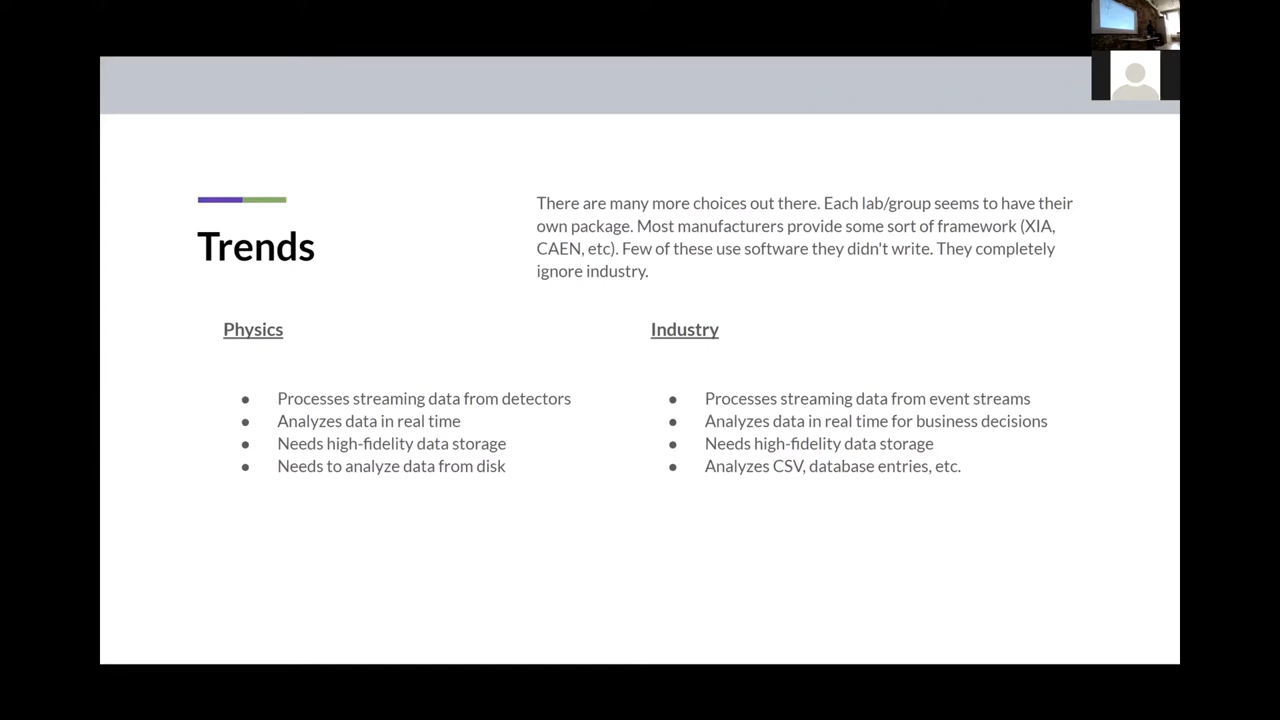 There are many more choices out there. Each lab/group seems to have their
own package. Most manufacturers provide some sort of framework (XIA,
CAEN, etc). Few of these use software they didn't write. They completely
ignore industry.
Trends
Physics
Processes streaming data from detectors
Analyzes data in real time
Needs high-fidelity data storage
Needs to analyze data from disk
Industry
Processes streaming data from event streams
Analyzes data in real time for business decisions
Needs high-fidelity data storage
Analyzes CSV, database entries, etc.